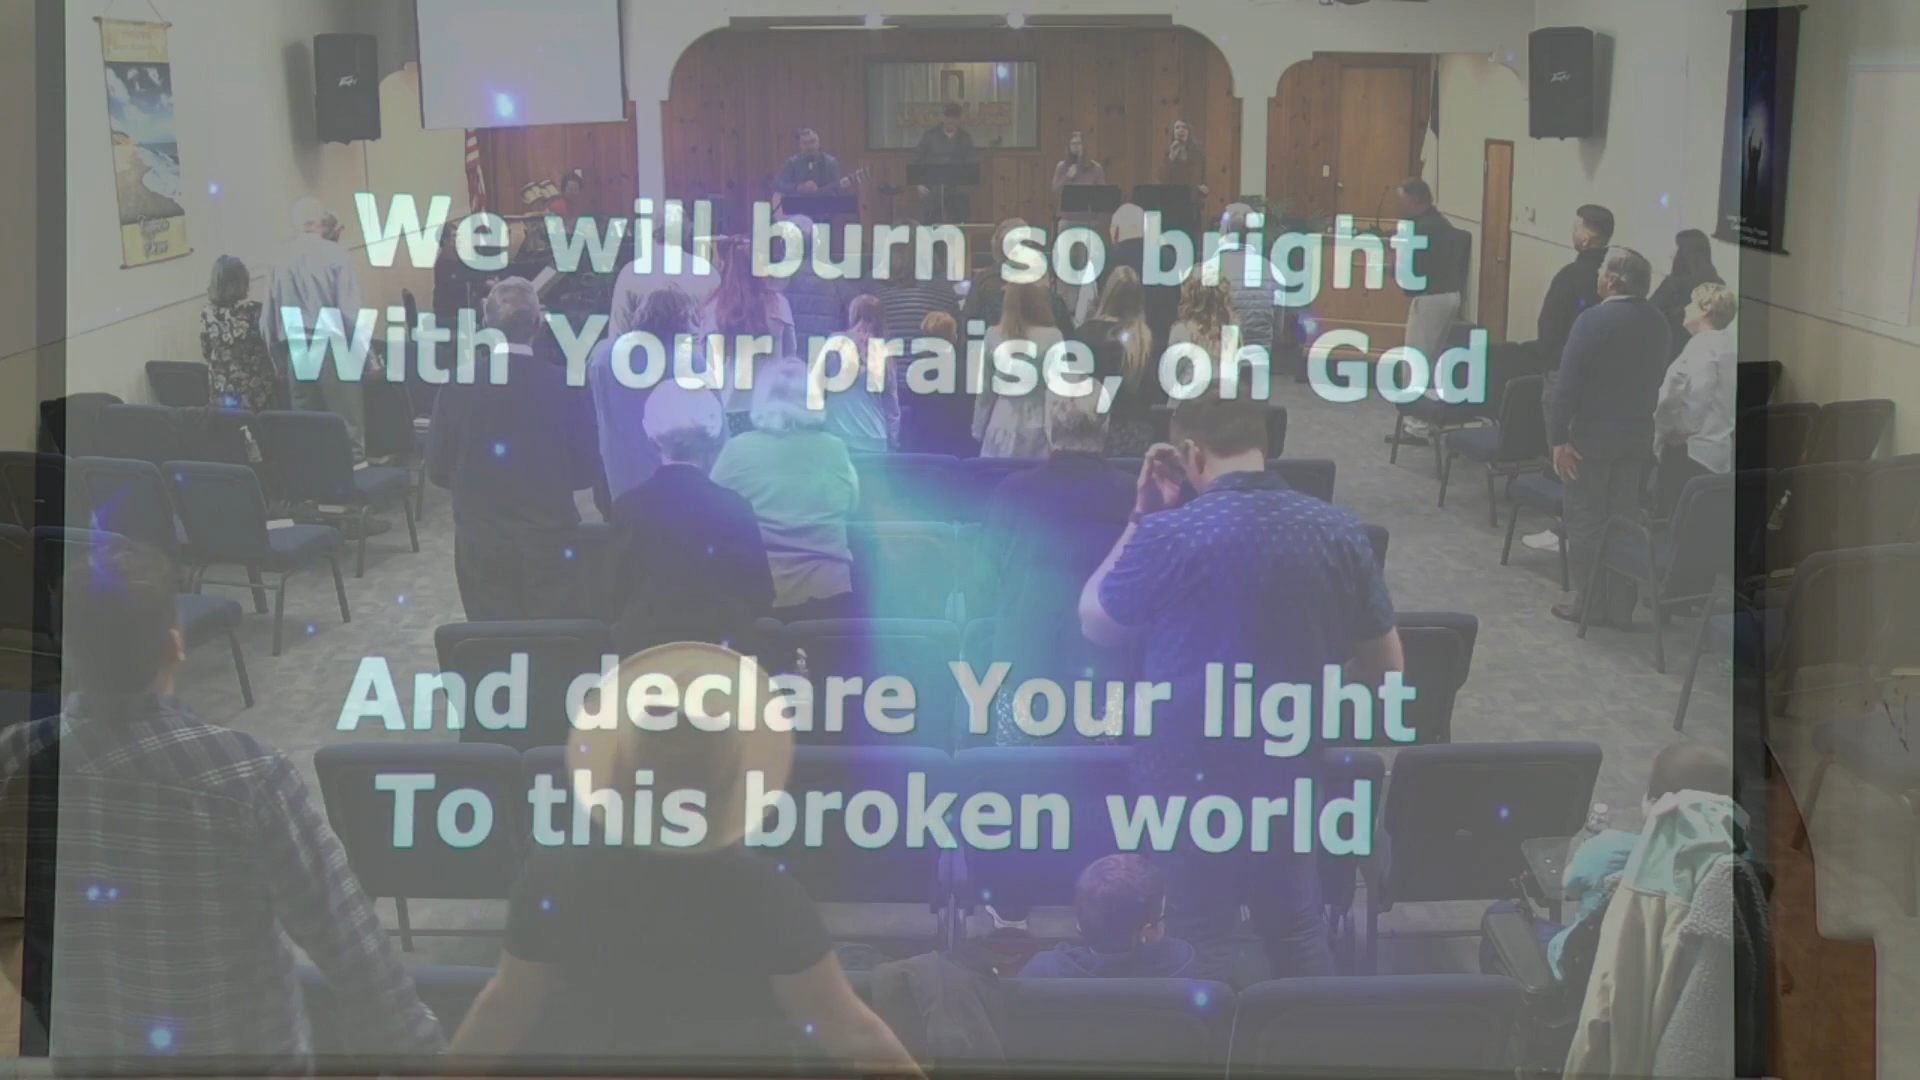 We will burn so bright
With Your praise, oh God
And declare Your light
To this broken world